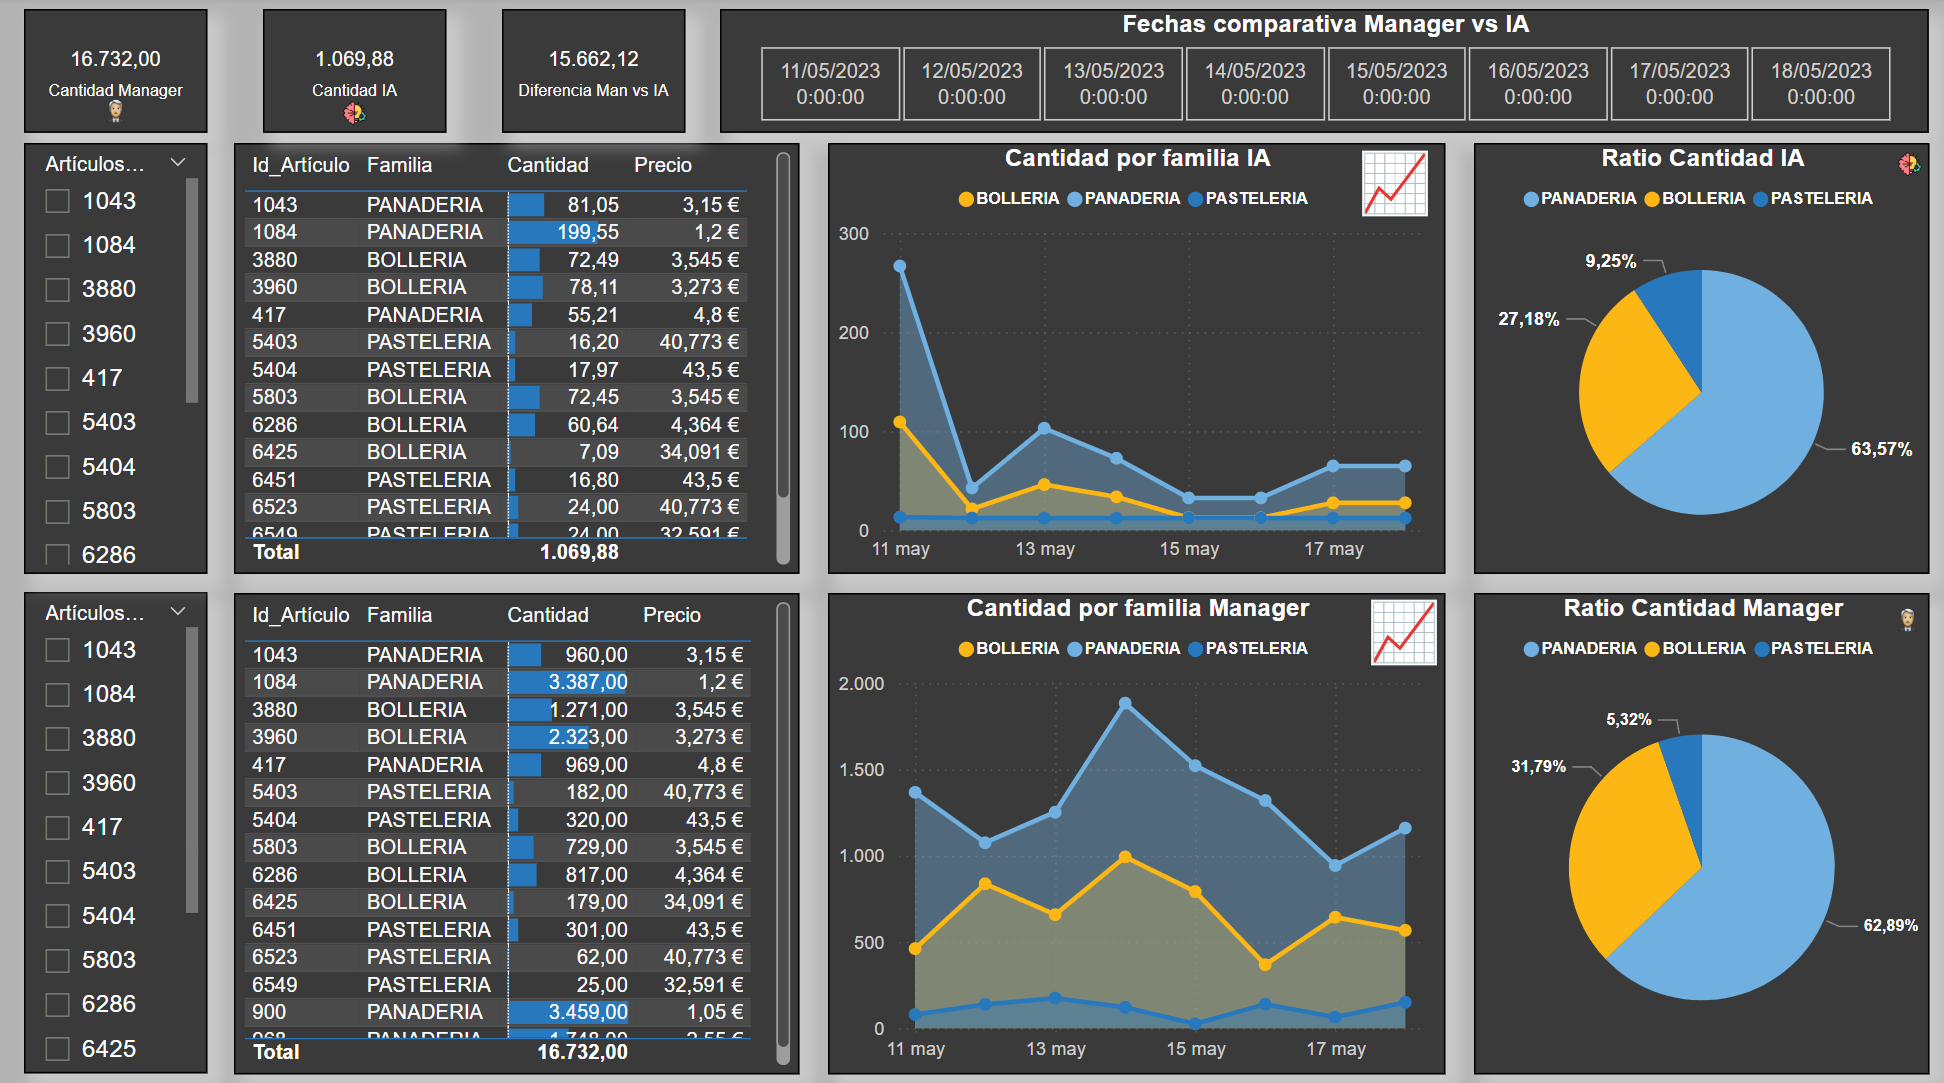 16.732,00
Cantidad Manager
1.069,88
Cantidad IA
15.662,12
Diferencia Man vs IA
Fechas comparativa Manager vs IA
11/05/2023 0:00:00
12/05/2023 0:00:00
13/05/2023 0:00:00
14/05/2023 0:00:00
15/05/2023 0:00:00
16/05/2023 0:00:00
17/05/2023 0:00:00
18/05/2023 0:00:00
Artículos...
1043
1084
3880
3960
417
5403
5404
5803
6286
Id_Artículo Familia Cantidad Precio
1043 PANADERIA 81,05 3,15 €
1084 PANADERIA 199,55 1,2 €
3880 BOLLERIA 72,49 3,545 €
3960 BOLLERIA 78,11 3,273 €
417 PANADERIA 55,21 4,8 €
5403 PASTELERIA 16,20 40,773 €
5404 PASTELERIA 17,97 43,5 €
5803 BOLLERIA 72,45 3,545 €
6286 BOLLERIA 60,64 4,364 €
6425 BOLLERIA 7,09 34,091 €
6451 PASTELERIA 16,80 43,5 €
6523 PASTELERIA 24,00 40,773 €
6549 PASTELERIA 24,00 32,591 €
Total 1.069,88
Cantidad por familia IA
BOLLERIA PANADERIA PASTELERIA
300
200
100
0
11 may 13 may 15 may 17 may
Ratio Cantidad IA
PANADERIA BOLLERIA PASTELERIA
9,25%
27,18%
63,57%
Artículos...
1043
1084
3880
3960
417
5403
5404
5803
6286
6425
Id_Artículo Familia Cantidad Precio
1043 PANADERIA 960,00 3,15 €
1084 PANADERIA 3.387,00 1,2 €
3880 BOLLERIA 1.271,00 3,545 €
3960 BOLLERIA 2.323,00 3,273 €
417 PANADERIA 969,00 4,8 €
5403 PASTELERIA 182,00 40,773 €
5404 PASTELERIA 320,00 43,5 €
5803 BOLLERIA 729,00 3,545 €
6286 BOLLERIA 817,00 4,364 €
6425 BOLLERIA 179,00 34,091 €
6451 PASTELERIA 301,00 43,5 €
6523 PASTELERIA 62,00 40,773 €
6549 PASTELERIA 25,00 32,591 €
900 PANADERIA 3.459,00 1,05 €
PANADERIA
Total 16.732,00
Cantidad por familia Manager
BOLLERIA PANADERIA PASTELERIA
2.000
1.500
1.000
500
0
11 may 13 may 15 may 17 may
Ratio Cantidad Manager
PANADERIA BOLLERIA PASTELERIA
5,32%
31,79%
62,89%